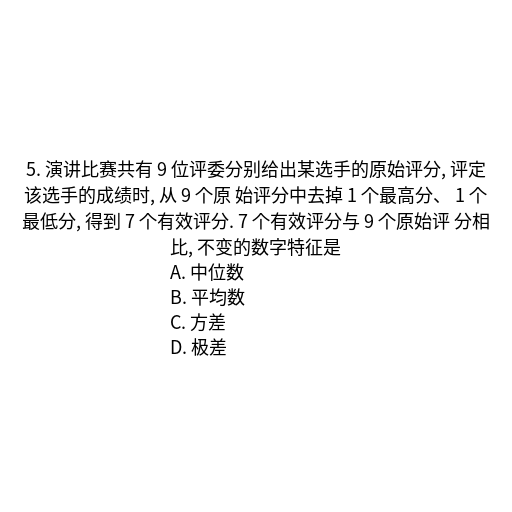 5. 演讲比赛共有 9 位评委分别给出某选手的原始评分, 评定
该选手的成绩时, 从 9 个原 始评分中去掉 1 个最高分、 1 个
最低分, 得到 7 个有效评分. 7 个有效评分与 9 个原始评 分相
比, 不变的数字特征是
A. 中位数
B. 平均数
C. 方差
D. 极差